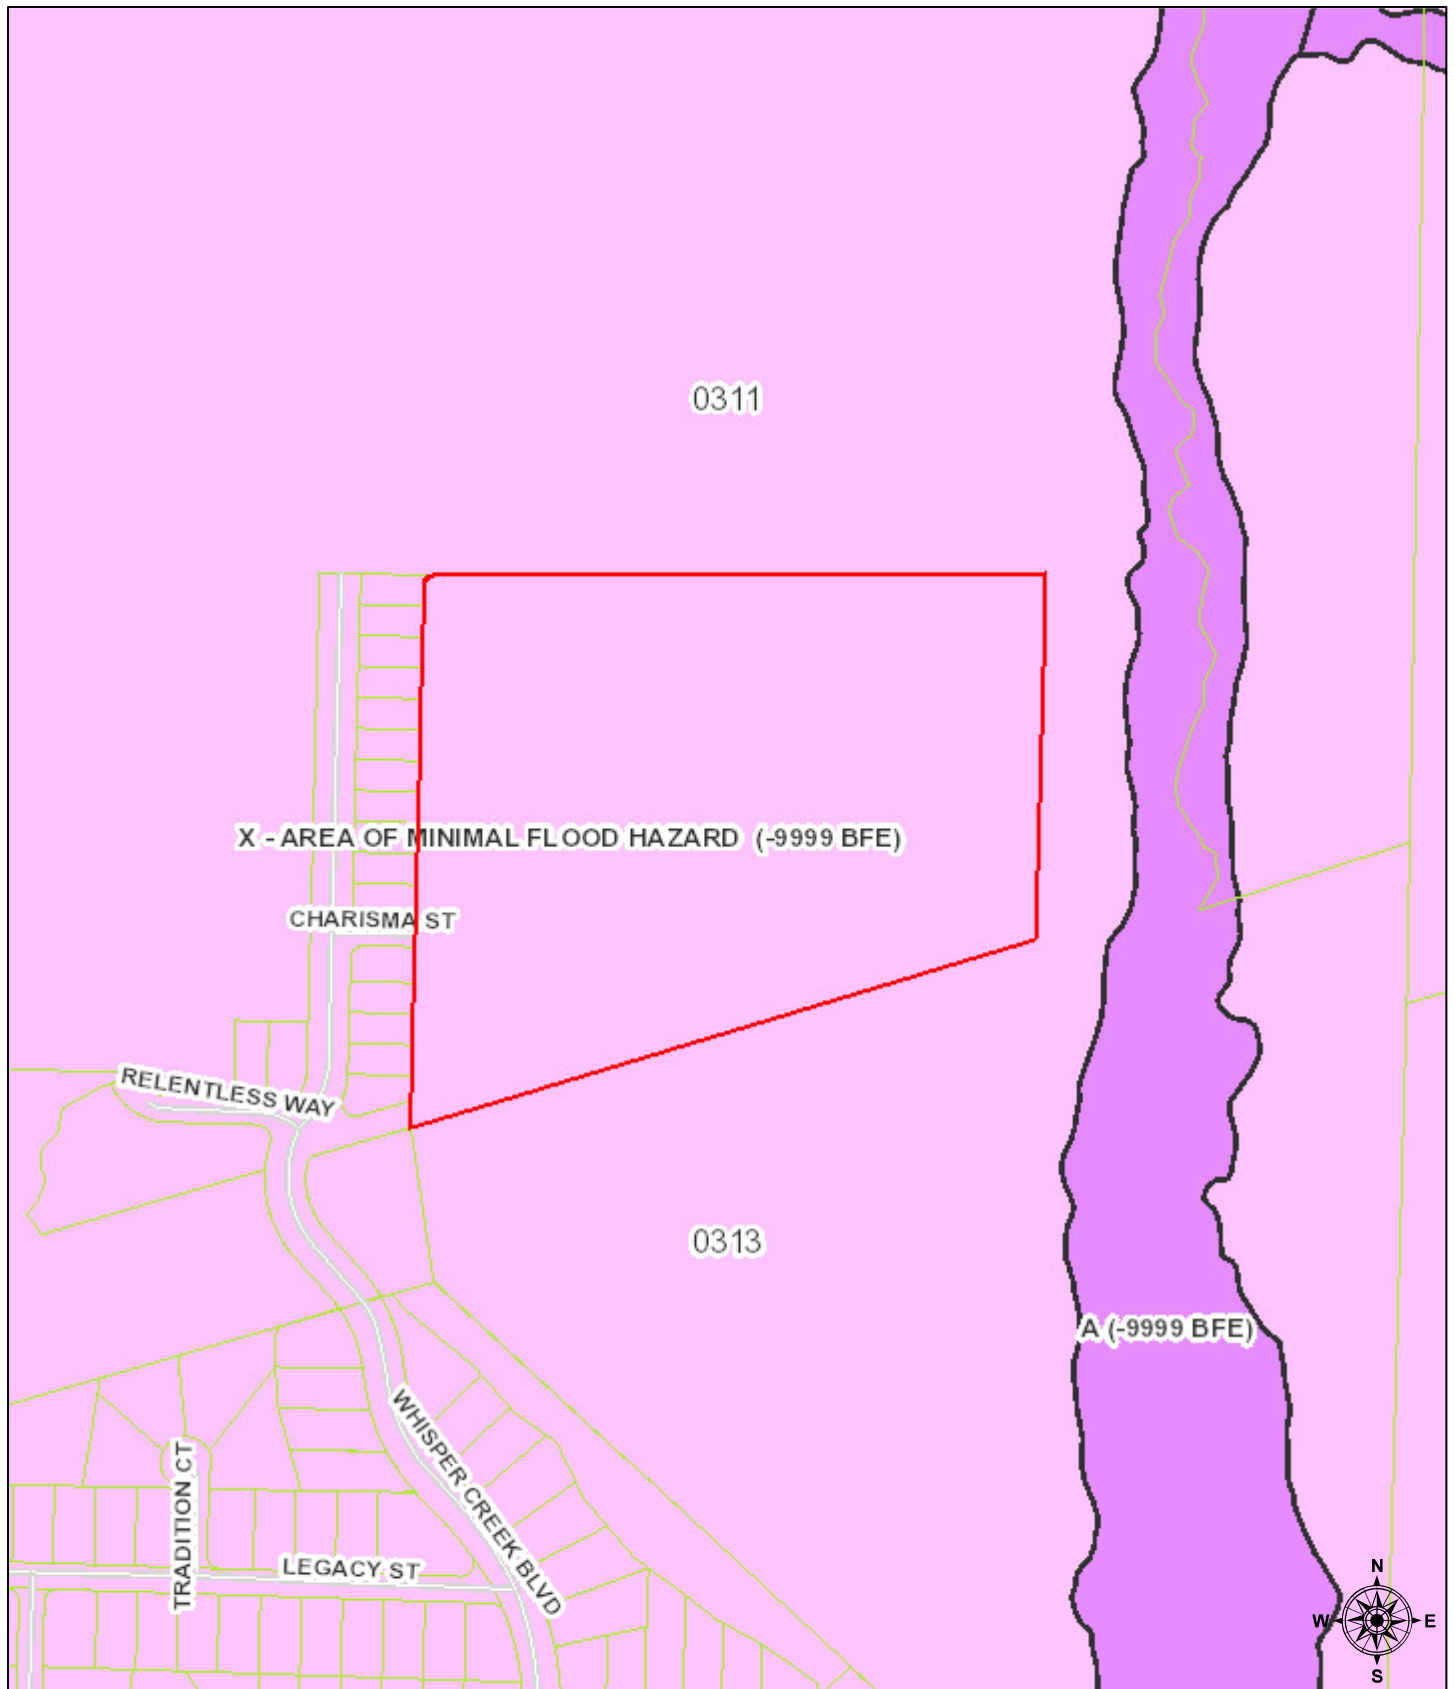 0311
X - AREA OF MINIMAL FLOOD HAZARD (-9999 BFE)
CHARISMA ST
RELENTLESS WAY
0313
A (-9999 BFE)
WHISPER CREEK BLVD
TRADITION CT
LEGACY ST
N
W
E
S